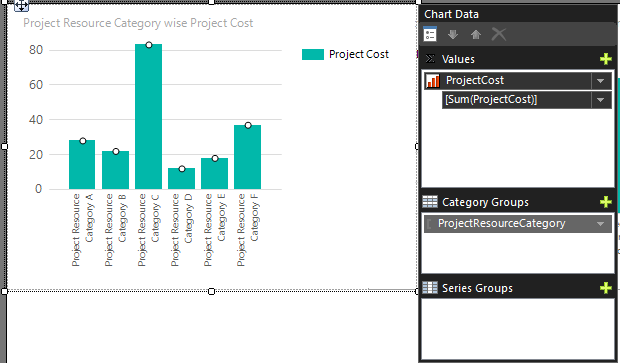 Project Resource Category wise Project Cost
80
60
40
20
0
Project Resource
Category A
Project Resource
Category B
Project Resource
Category C
Project Resource
Category D
Project Resource
Category E
Project Resource
Category F
Project Cost
Chart Data
Values
ProjectCost
[Sum(ProjectCost)]
Category Groups
ProjectResourceCategory
Series Groups